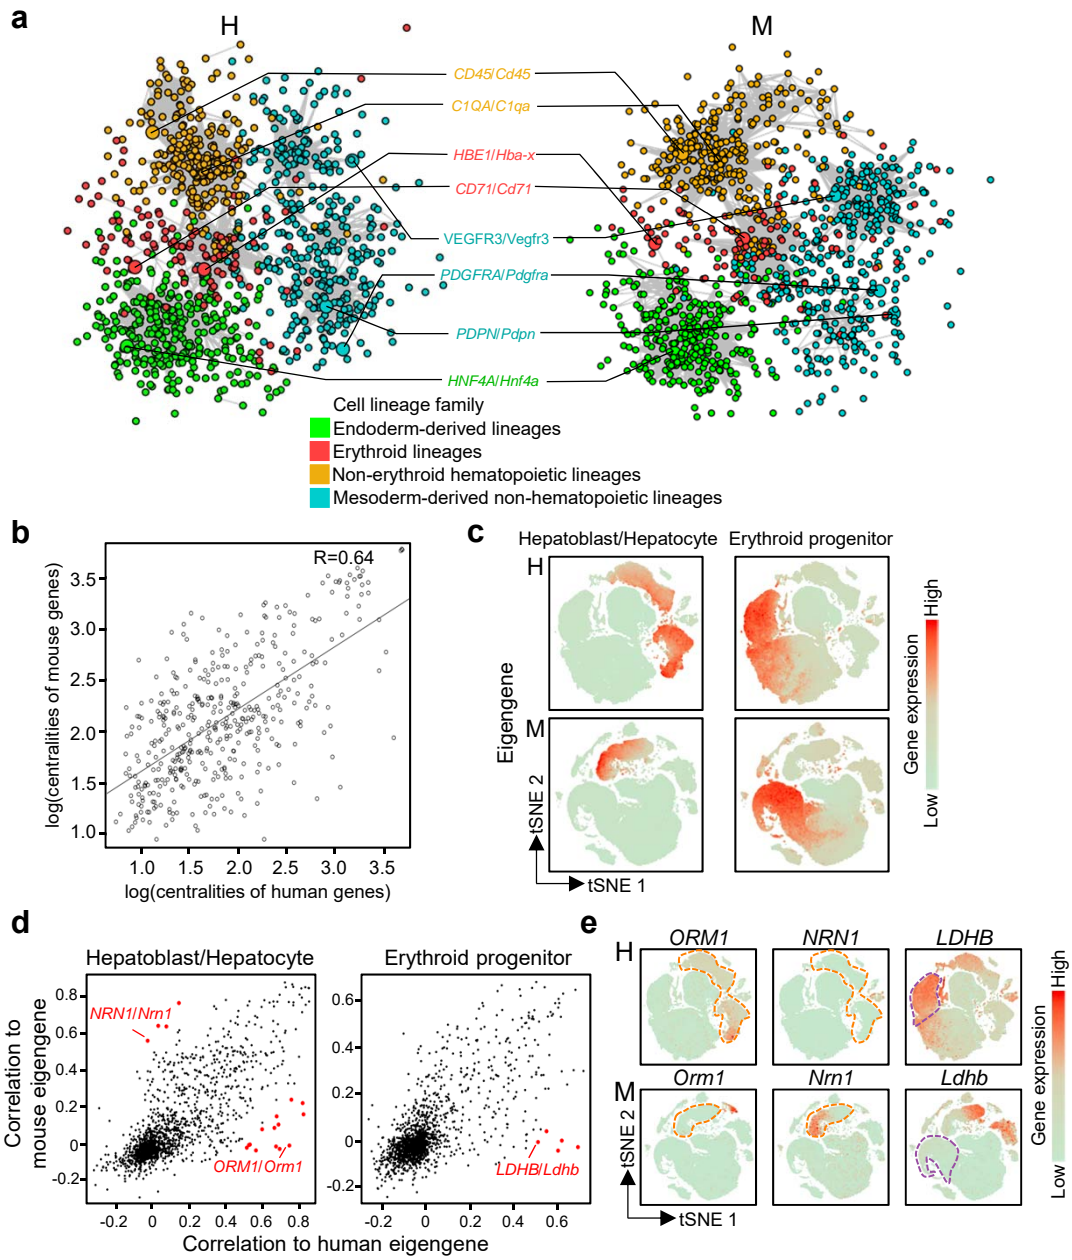 a
H
M
CD45/Cd45
C1QA/C1qa
HBE1/Hba-x
CD71/Cd71
VEGFR3/Vegfr3
PDGFRA/Pdgfra
PDPN/Pdpn
HNF4A/Hnf4a
Cell lineage family
Endoderm-derived lineages
Erythroid lineages
Non-erythroid hematopoietic lineages
Mesoderm-derived non-hematopoietic lineages
b
R=0.64
log(centralities of mouse genes)
3.5
3.0
2.5
2.0
1.5
1.0
1.0 1.5 2.0 2.5 3.0 3.5
log(centralities of human genes)
c
Hepatoblast/Hepatocyte
Erythroid progenitor
H
M
Eigengene
tSNE 2
tSNE 1
High
Gene expression
Low
d
Hepatoblast/Hepatocyte
Erythroid progenitor
Correlation to
mouse eigengene
0.8
0.6
0.4
0.2
0
-0.2
NRN1/Nrn1
ORM1/Orm1
-0.2 0 0.2 0.4 0.6 0.8
0.6
0.4
0.2
0
-0.2
LDHB/Ldhb
-0.2 0 0.2 0.4 0.6
Correlation to human eigengene
e
ORM1
NRN1
LDHB
H
Orm1
Nrn1
Ldhb
M
tSNE 2
tSNE 1
High
Gene expression
Low